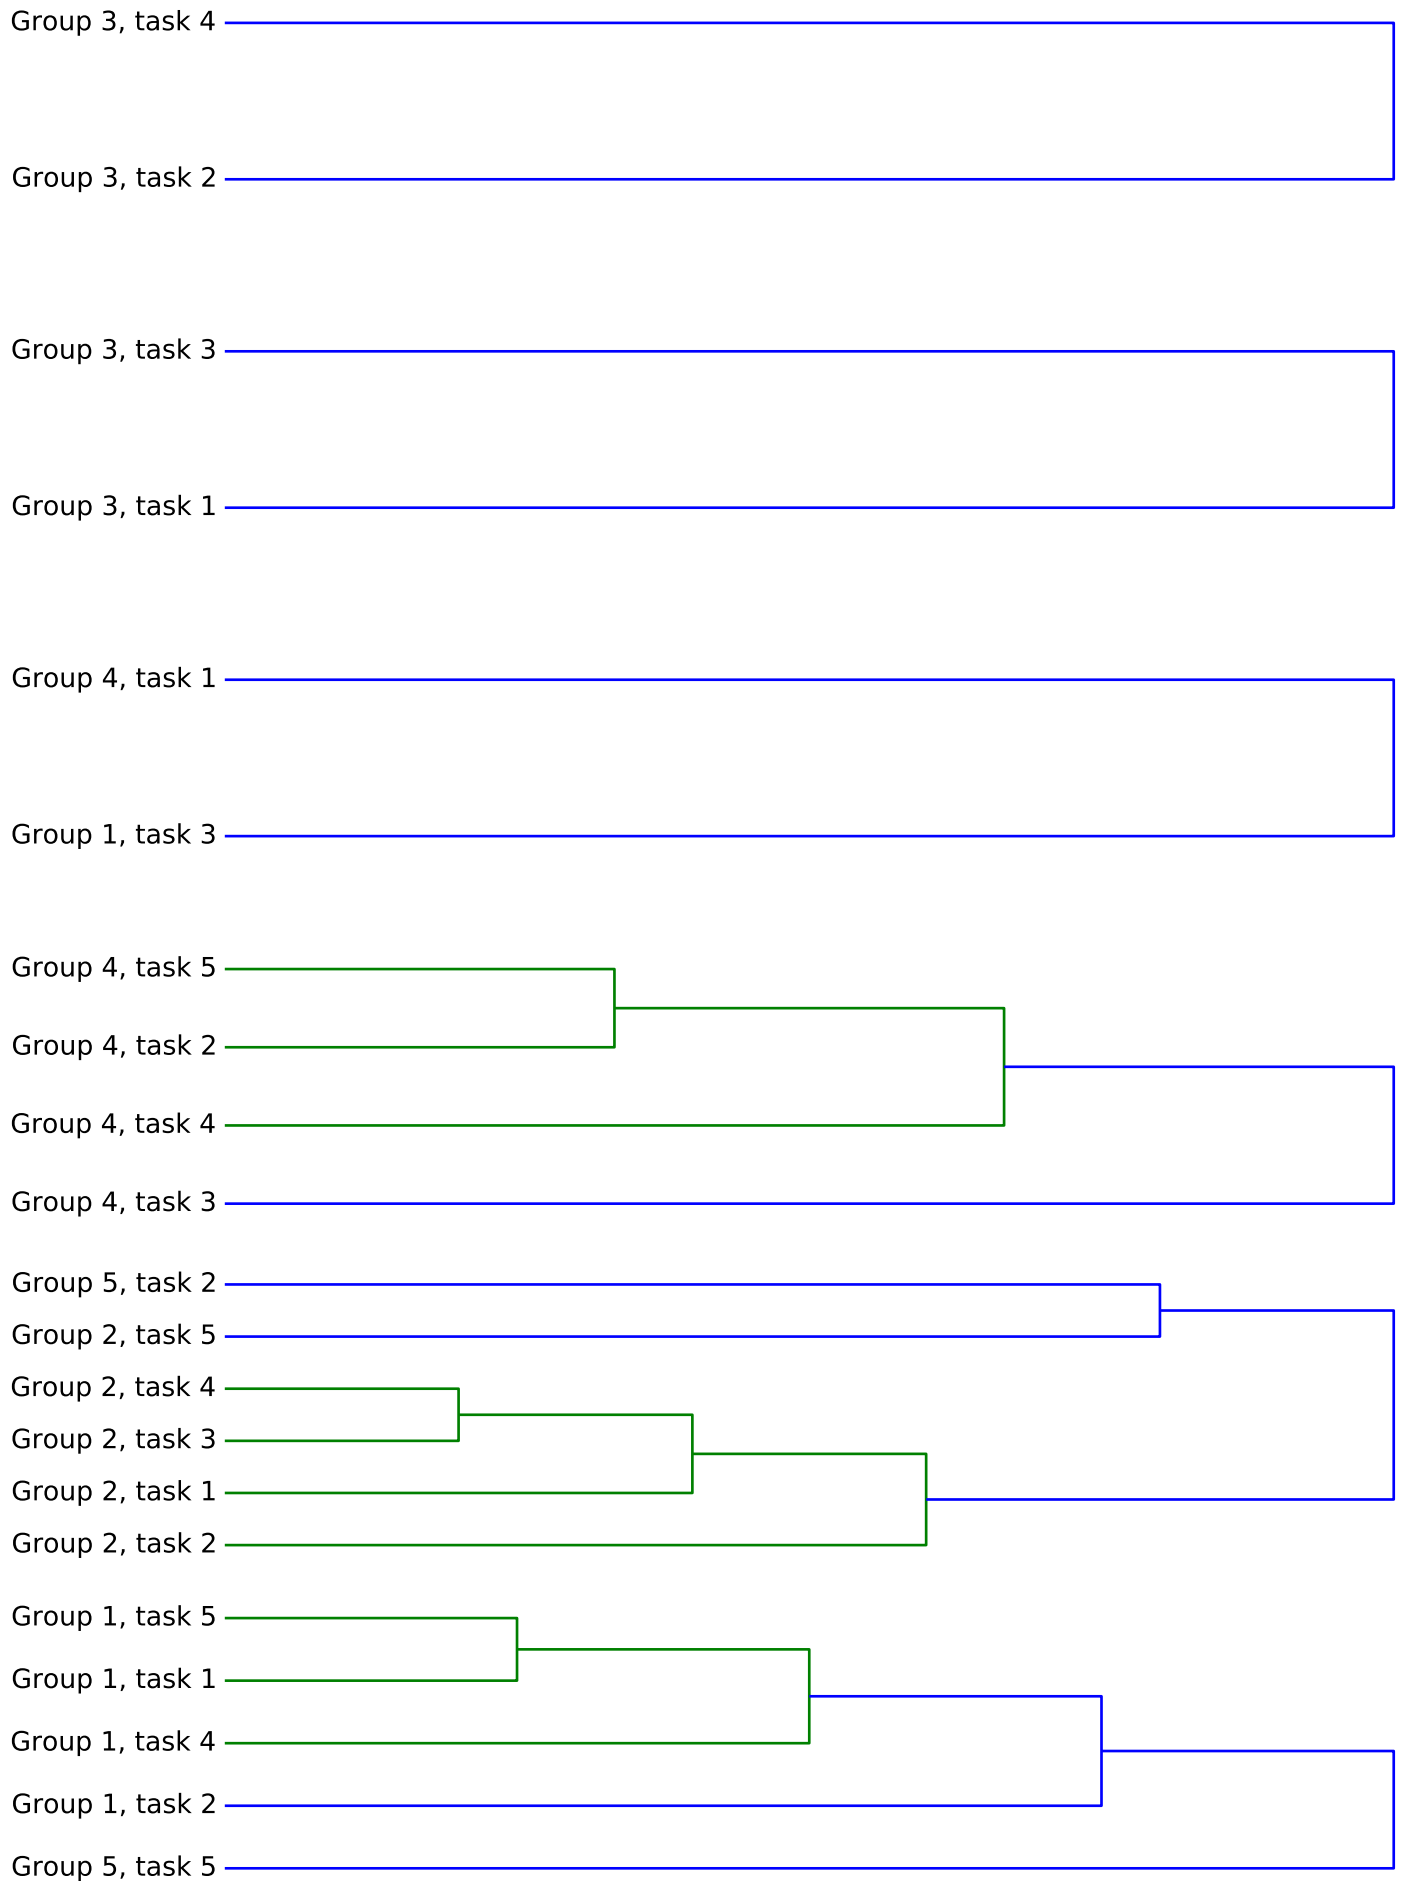 Group 3, task 4
Group 3, task 2
Group 3, task 3
Group 3, task 1
Group 4, task 1
Group 1, task 3
Group 4, task 5
Group 4, task 2
Group 4, task 4
Group 4, task 3
Group 5, task 2
Group 2, task 5
Group 2, task 4
Group 2, task 3
Group 2, task 1
Group 2, task 2
Group 1, task 5
Group 1, task 1
Group 1, task 4
Group 1, task 2
Group 5, task 5